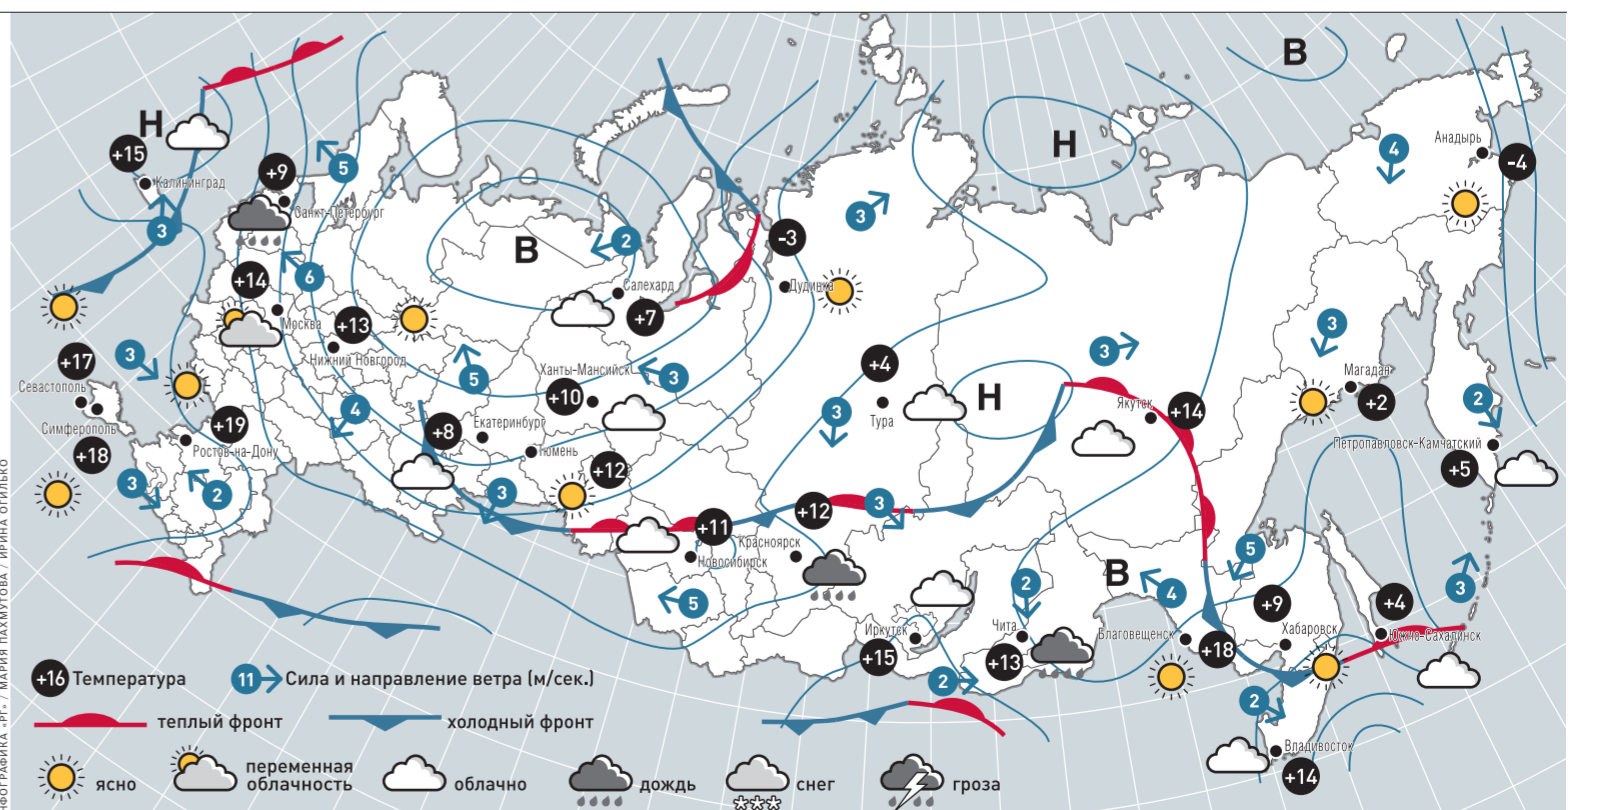 В
Н
Н
+15
Калининград
+9
Санкт-Петербург
5
3
4
Анадырь
-4
3
В
2
-3
Дудинка
Салехард
+7
6
+14
Москва
+13
Нижний Новгород
5
Ханты-Мансийск
+10
3
+4
Тура
3
Н
3
Якутск
+14
3
Магадан
+2
2
Петропавловск-Камчатский
+5
+17
Севастополь
3
Симферополь
+18
+19
Ростов-на-Дону
3
2
4
+8
Екатеринбург
Тюмень
+12
3
+11
Новосибирск
+12
Красноярск
3
5
Иркутск
+15
2
2
Чита
+13
В
4
Благовещенск
+18
5
+9
Хабаровск
+4
Южно-Сахалинск
3
2
Владивосток
+14
+16 Температура
11 Сила и направление ветра (м/сек.)
теплый фронт
холодный фронт
ясно
переменная
облачность
облачно
дождь
снег
гроза
НФОГРАФИКА «РГ» / МАРИЯ ПАХМУТОВА / ИРИНА ОГИЛЬКО